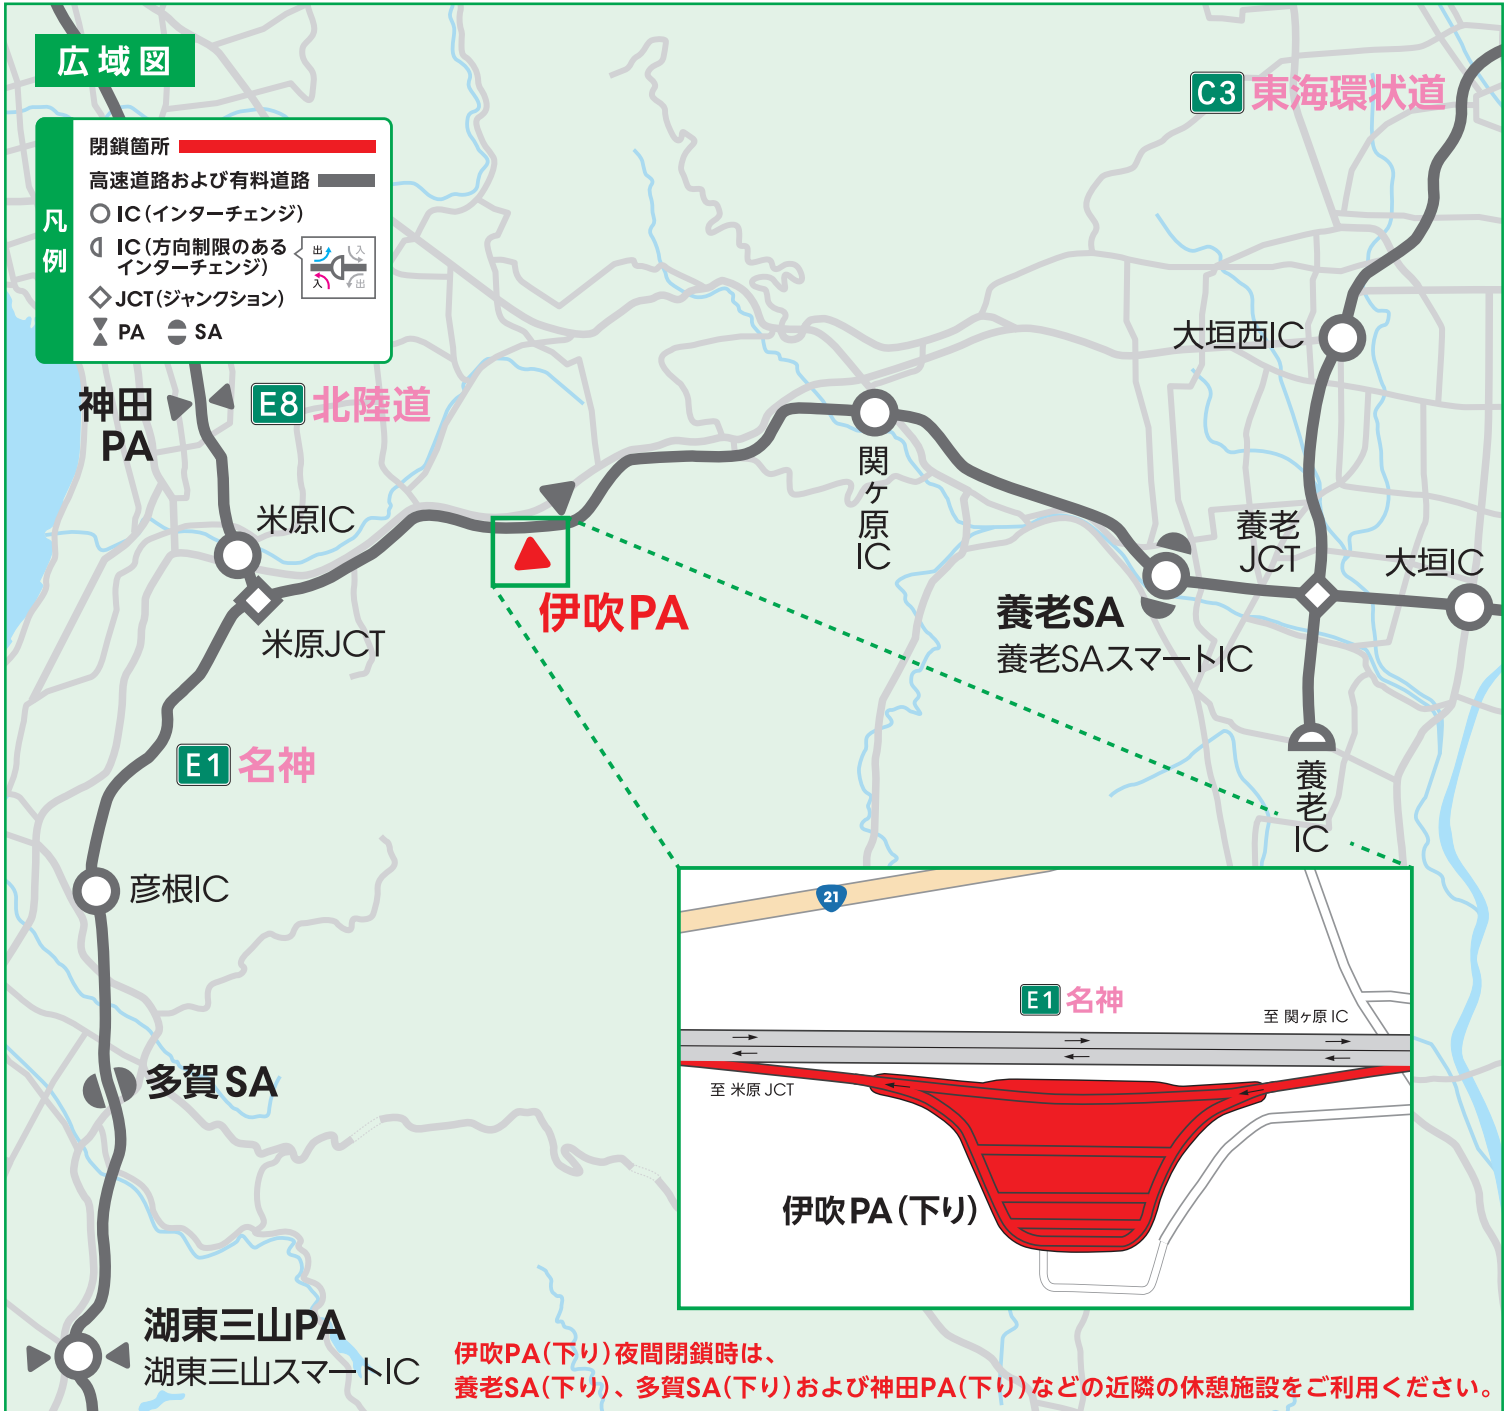 広域図
凡例
閉鎖箇所
高速道路および有料道路
IC(インターチェンジ)
IC(方向制限のある
インターチェンジ)
出
入
入
出
JCT(ジャンクション)
PA
SA
C3 東海環状道
大垣西IC
神田
PA
E8 北陸道
関ヶ原IC
米原IC
養老
JCT
大垣IC
伊吹PA
養老SA
養老SAスマートIC
米原JCT
E1 名神
養老IC
彦根IC
21
E1 名神
至 関ヶ原 IC
至 米原 JCT
多賀SA
伊吹PA(下り)
湖東三山PA
湖東三山スマートIC
伊吹PA(下り)夜間閉鎖時は、
養老SA(下り)、多賀SA(下り)および神田PA(下り)などの近隣の休憩施設をご利用ください。